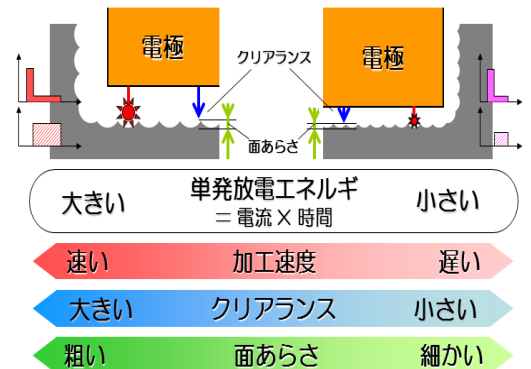 電極
電極
クリアランス
面あらさ
大きい 単発放電エネルギ 小さい
= 電流 X 時間
速い 加工速度 遅い
大きい クリアランス 小さい
粗い 面あらさ 細かい